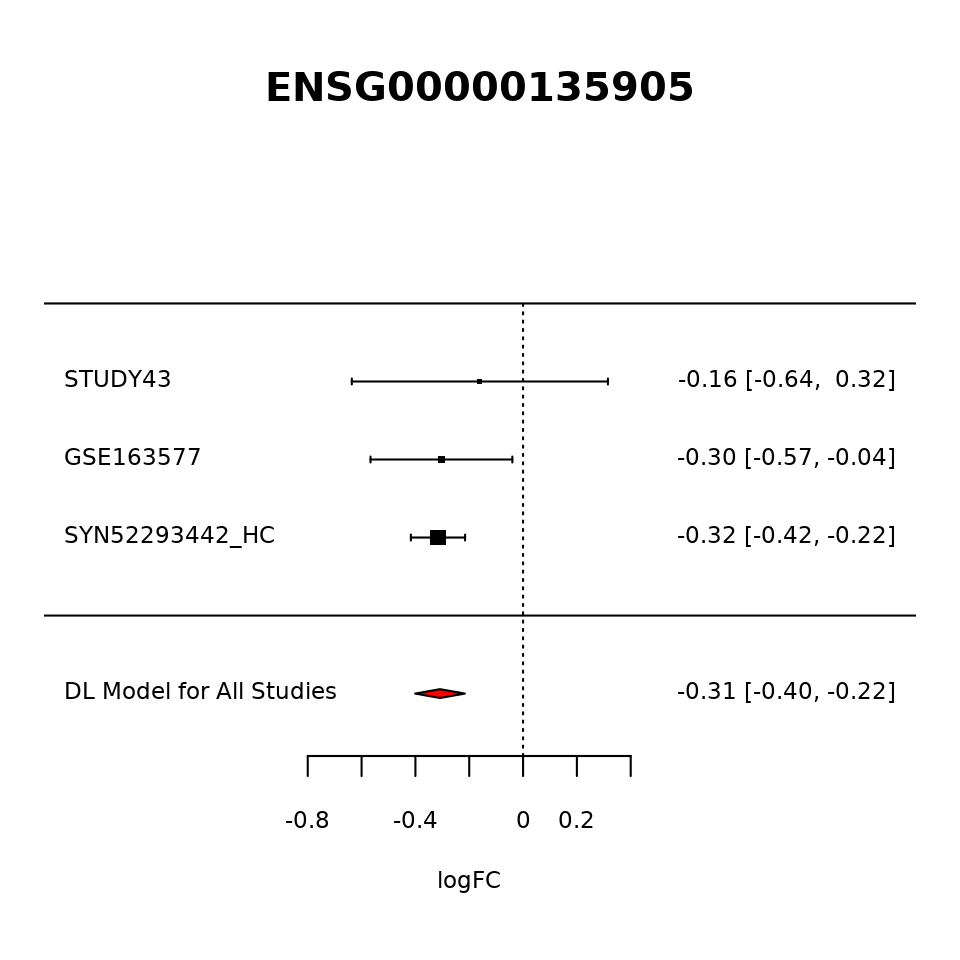 ENSG00000135905
STUDY43 -0.16 [-0.64,  0.32]
GSE163577 -0.30 [-0.57, -0.04]
SYN52293442_HC -0.32 [-0.42, -0.22]
DL Model for All Studies -0.31 [-0.40, -0.22]
-0.8 -0.4 0 0.2
logFC